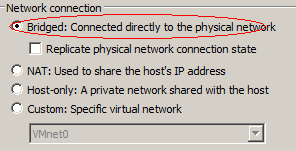 Network connection
Bridged: Connected directly to the physical network
Replicate physical network connection state
NAT: Used to share the host's IP address
Host-only: A private network shared with the host
Custom: Specific virtual network
VMnet0